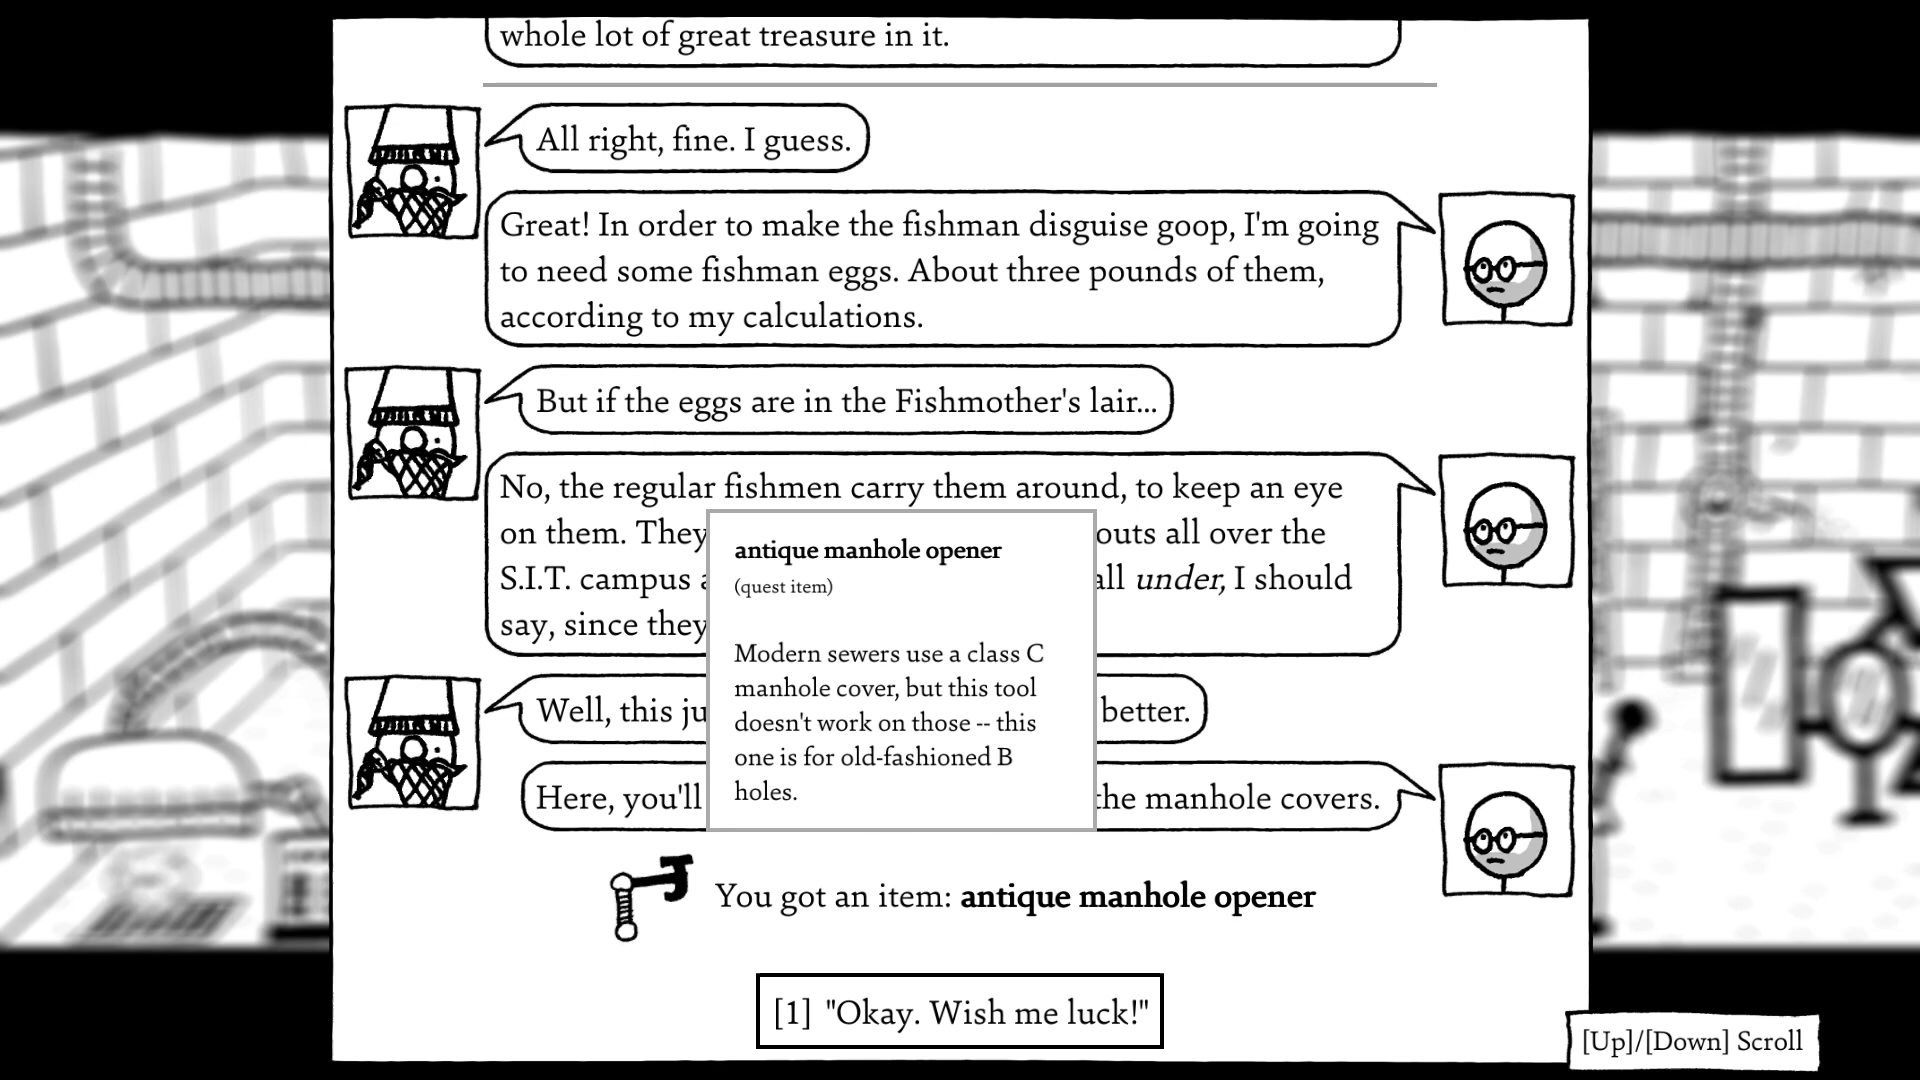 whole lot of great treasure in it.
All right, fine. I guess.
Great! In order to make the fishman disguise goop, I'm going
to need some fishman eggs. About three pounds of them,
according to my calculations.
But if the eggs are in the Fishmother's lair...
No, the regular fishmen carry them around, to keep an eye
on them. They outs all over the
S.I.T. campus all under, I should
say, since they
Well, this ju better.
Here, you'll the manhole covers.
antique manhole opener
(quest item)
Modern sewers use a class C
manhole cover, but this tool
doesn't work on those -- this
one is for old-fashioned B
holes.
You got an item: antique manhole opener
[1] "Okay. Wish me luck!"
[Up]/[Down] Scroll